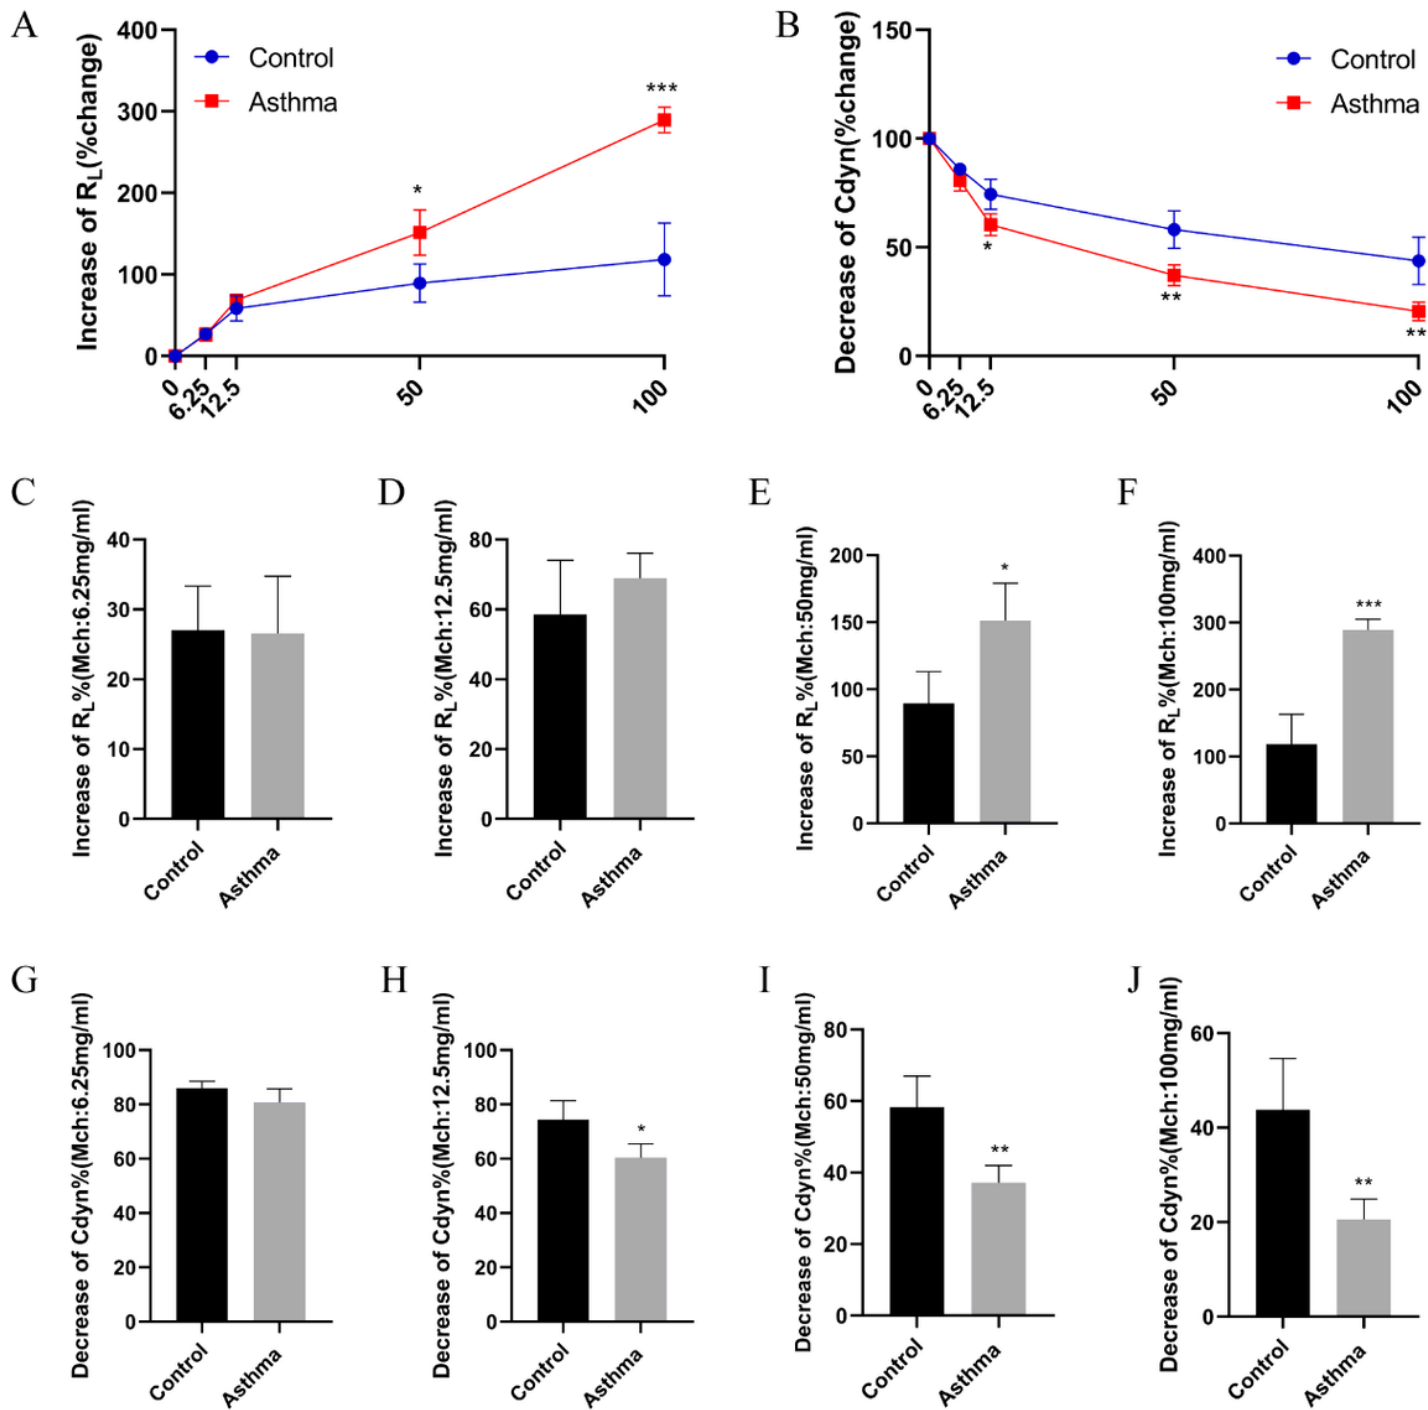 A
Increase of RL(%change)
400
300
200
100
0
Control
Asthma
*
***
0
6.25
12.5
50
100
B
Decrease of Cdyn(%change)
150
100
50
0
Control
Asthma
*
**
**
0
6.25
12.5
50
100
C
Increase of RL%(Mch:6.25mg/ml)
40
30
20
10
0
Control
Asthma
D
Increase of RL%(Mch:12.5mg/ml)
80
60
40
20
0
Control
Asthma
E
Increase of RL%(Mch:50mg/ml)
200
150
100
50
0
*
Control
Asthma
F
Increase of RL%(Mch:100mg/ml)
400
300
200
100
0
***
Control
Asthma
G
Decrease of Cdyn%(Mch:6.25mg/ml)
100
80
60
40
20
0
Control
Asthma
H
Decrease of Cdyn%(Mch:12.5mg/ml)
100
80
60
40
20
0
*
Control
Asthma
I
Decrease of Cdyn%(Mch:50mg/ml)
80
60
40
20
0
**
Control
Asthma
J
Decrease of Cdyn%(Mch:100mg/ml)
60
40
20
0
**
Control
Asthma